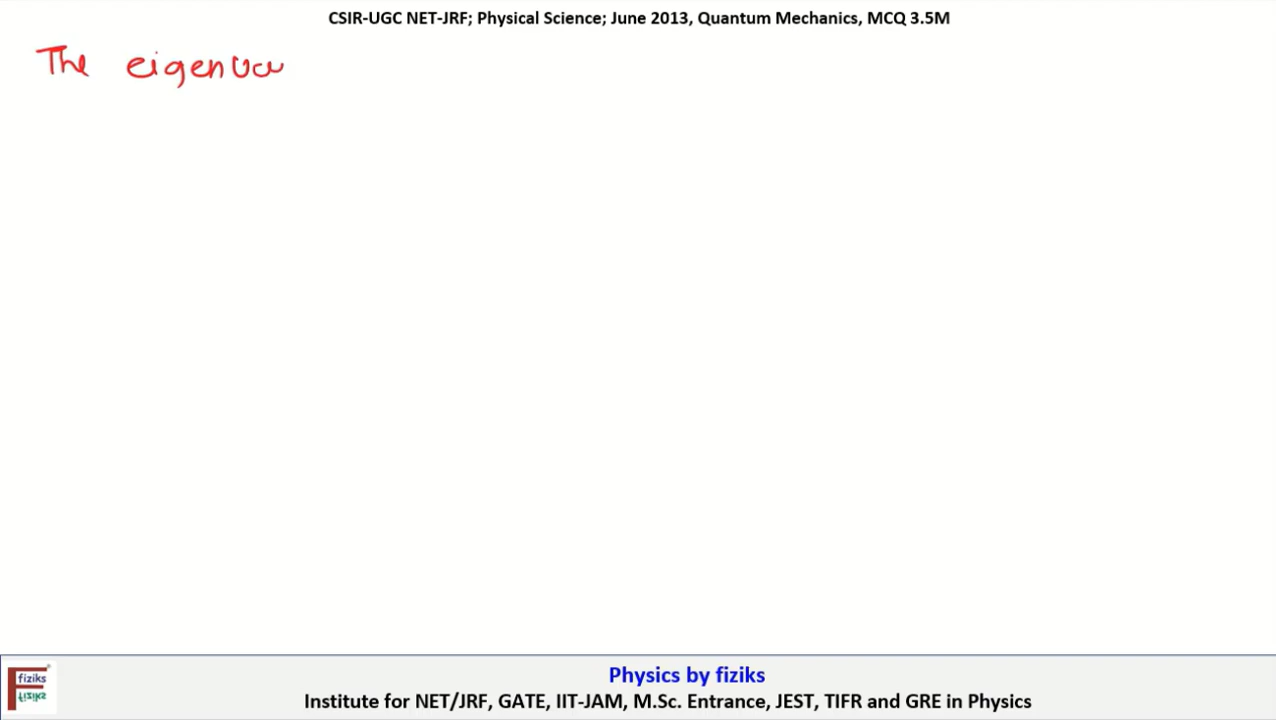 CSIR-UGC NET-JRF; Physical Science; June 2013, Quantum Mechanics, MCQ 3.5M
The eigenva
Physics by fiziks
Institute for NET/JRF, GATE, IIT-JAM, M.Sc. Entrance, JEST, TIFR and GRE in Physics
fiziks